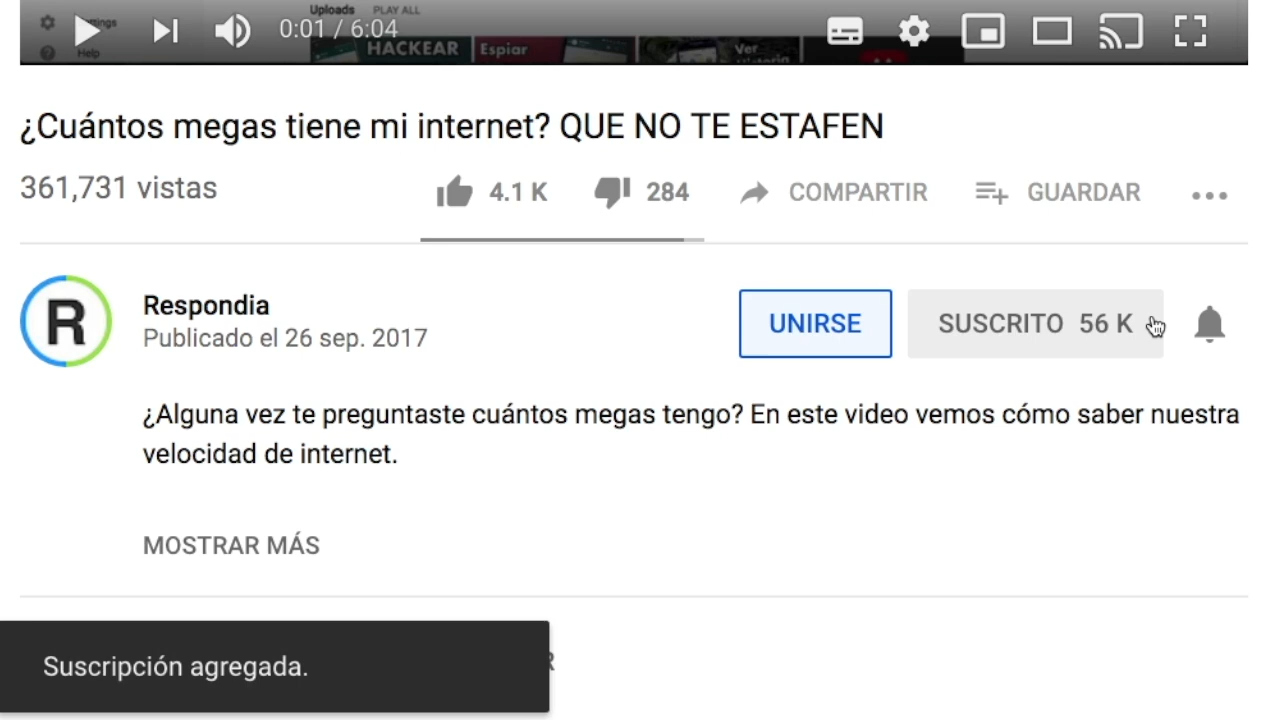 Uploads PLAY ALL
Help
0:01 / 6:04
HACKEAR Espiar Ver
¿Cuántos megas tiene mi internet? QUE NO TE ESTAFEN
361,731 vistas 4.1 K 284 COMPARTIR GUARDAR
R
Respondia UNIRSE SUSCRITO 56 K
Publicado el 26 sep. 2017
¿Alguna vez te preguntaste cuántos megas tengo? En este video vemos cómo saber nuestra
velocidad de internet.
MOSTRAR MÁS
Suscripción agregada.